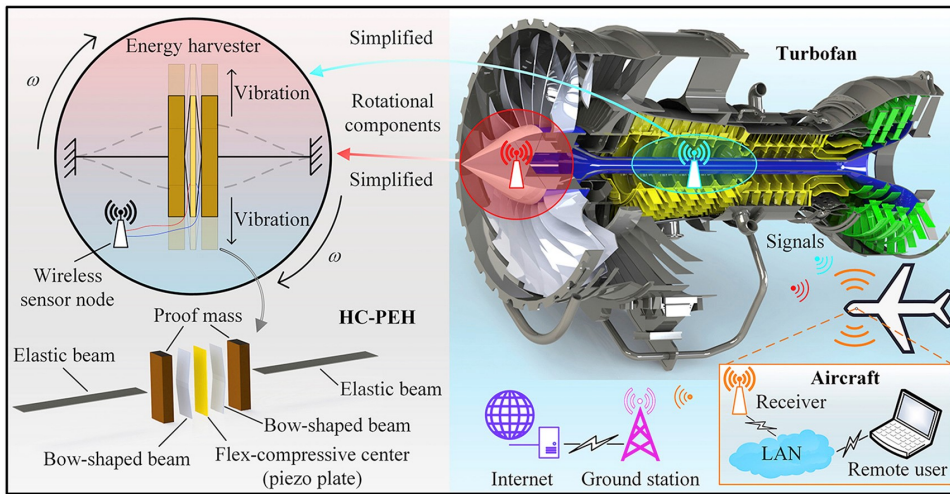 Energy harvester
ω
Vibration
Vibration
ω
Wireless
sensor node
Simplified
Rotational
components
Simplified
Turbofan
Signals
HC-PEH
Proof mass
Elastic beam
Elastic beam
Bow-shaped beam
Bow-shaped beam
Flex-compressive center
(piezo plate)
Internet
Ground station
Aircraft
Receiver
LAN
Remote user